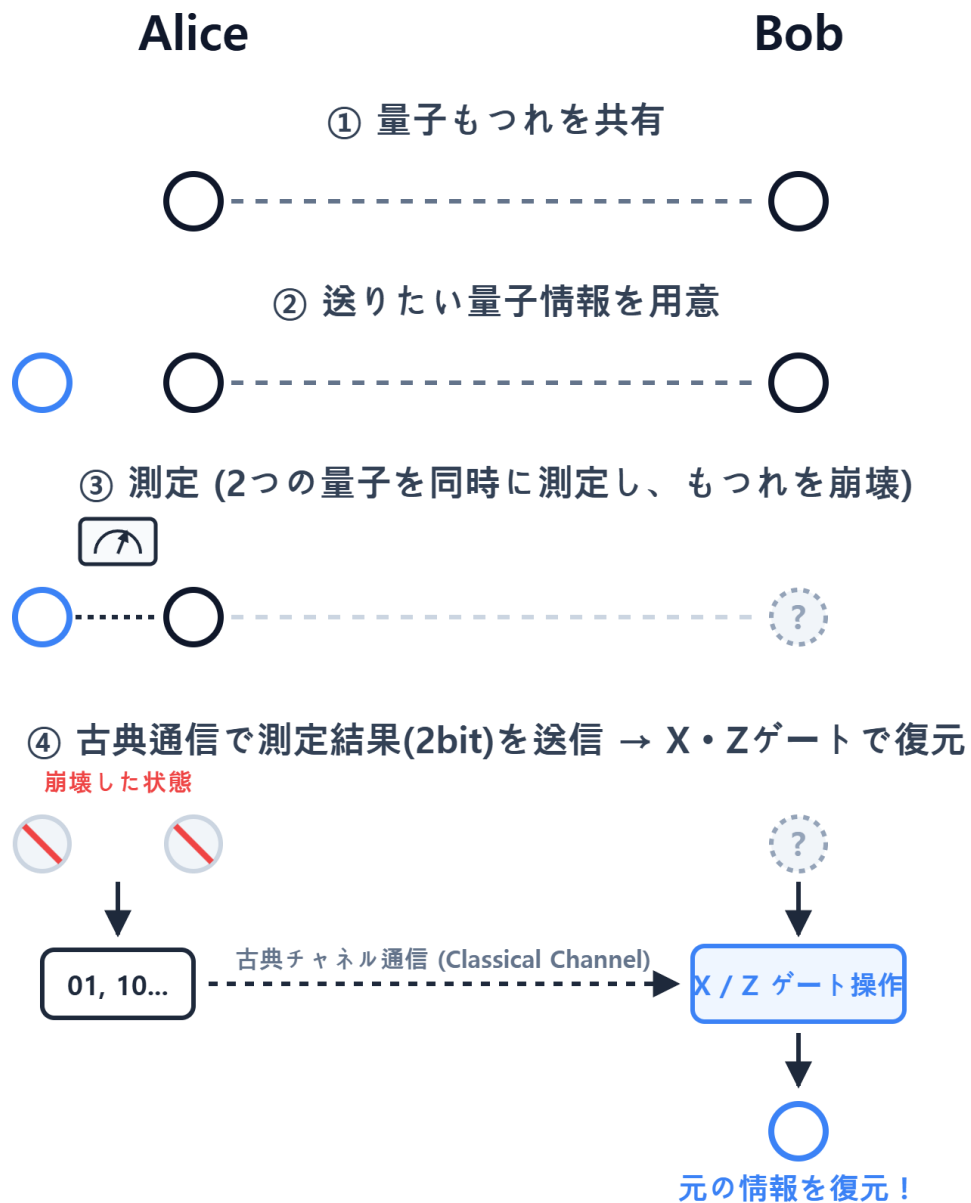 Alice
Bob
① 量子もつれを共有
② 送りたい量子情報を用意
③ 測定 (2つの量子を同時に測定し、もつれを崩壊)
?
④ 古典通信で測定結果(2bit)を送信 → X・Zゲートで復元
崩壊した状態
?
古典チャネル通信 (Classical Channel)
01, 10...
X / Z ゲート操作
元の情報を復元！